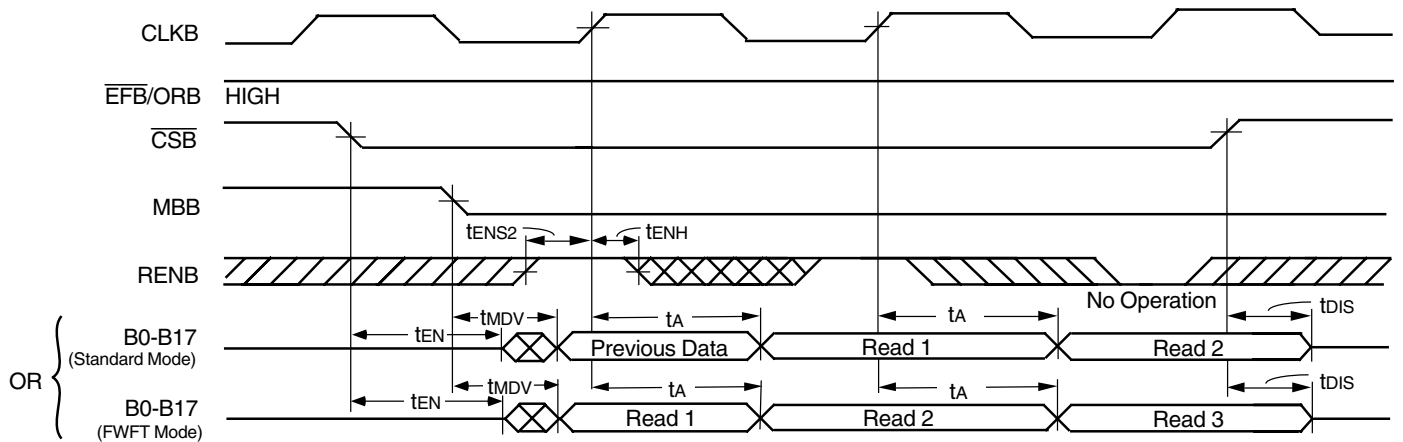 CLKB
EFB/ORB HIGH
CSB
MBB
tENS2 tENH
RENB
No Operation
tMDV tA tA tDIS
tEN
B0-B17 Previous Data Read 1 Read 2
(Standard Mode)
OR
tMDV tA tA tDIS
tEN
B0-B17 Read 1 Read 2 Read 3
(FWFT Mode)